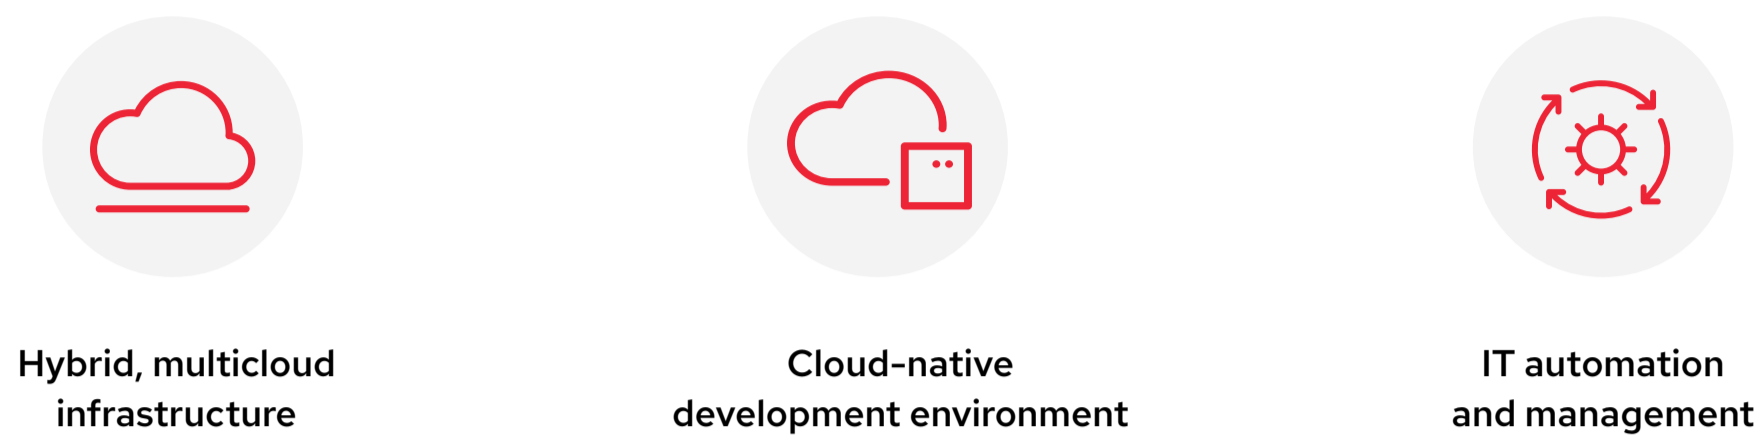 Hybrid, multicloud
infrastructure
Cloud-native
development environment
IT automation
and management